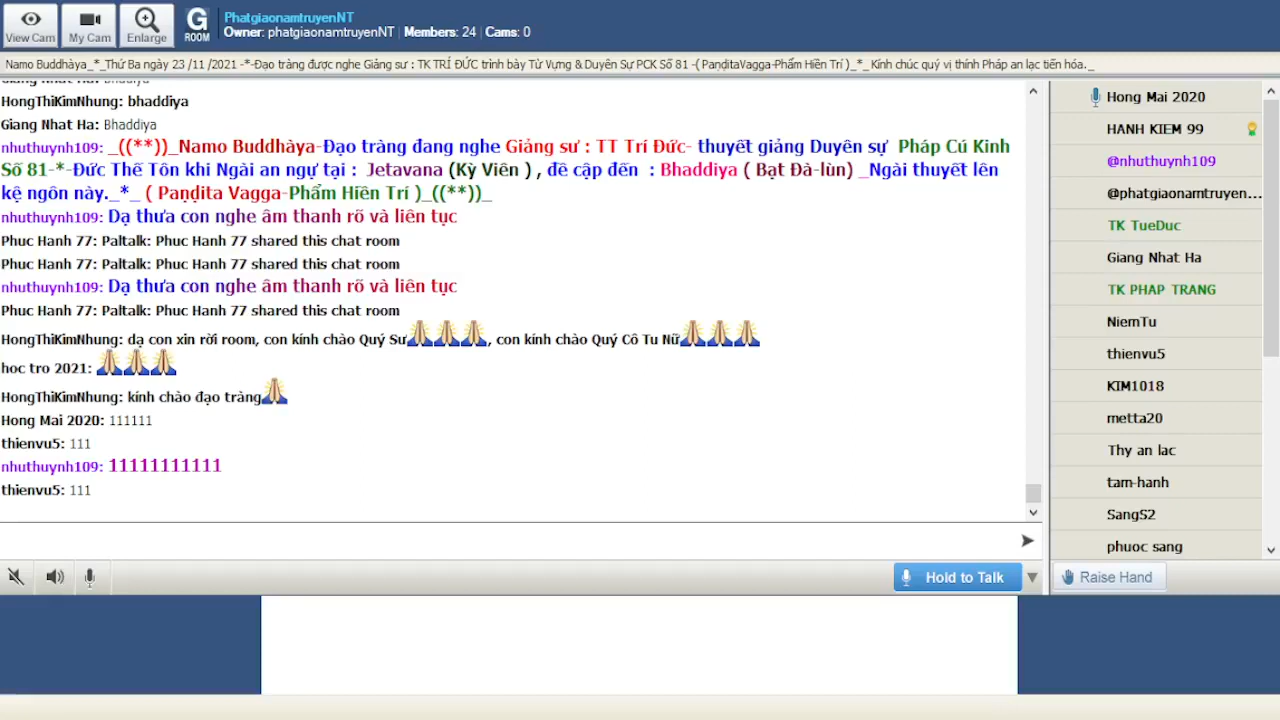 View Cam
My Cam
Enlarge
G
ROOM
PhatgiaonamtruyenNT
Owner: phatgiaonamtruyenNT | Members: 24 | Cams: 0
Namo Buddhàya_*_Thứ Ba ngày 23 /11 /2021 -*-Đạo tràng được nghe Giảng sư : TK TRÍ ĐỨC trình bày Từ Vựng & Duyên Sự PCK Số 81 -( PaṇḍitaVagga-Phẩm Hiền Trí )_*_ Kính chúc quý vị thính Pháp an lạc tiến hóa._
Giang Nhat Ha: Bhaddiya
HongThiKimNhung: bhaddiya
Giang Nhat Ha: Bhaddiya
nhuthuynh109: _((**))_Namo Buddhàya-Đạo tràng đang nghe Giảng sư : TT Trí Đức- thuyết giảng Duyên sự Pháp Cú Kinh
Số 81-*-Đức Thế Tôn khi Ngài an ngự tại : Jetavana (Kỳ Viên ) , đề cập đến : Bhaddiya ( Bạt Đà-lùn) _Ngài thuyết lên
kệ ngôn này._*_ ( Paṇḍita Vagga-Phẩm Hiền Trí )_((**))_
nhuthuynh109: Dạ thưa con nghe âm thanh rõ và liên tục
Phuc Hanh 77: Paltalk: Phuc Hanh 77 shared this chat room
Phuc Hanh 77: Paltalk: Phuc Hanh 77 shared this chat room
nhuthuynh109: Dạ thưa con nghe âm thanh rõ và liên tục
Phuc Hanh 77: Paltalk: Phuc Hanh 77 shared this chat room
HongThiKimNhung: dạ con xin rời room, con kính chào Quý Sư🙏🙏🙏, con kính chào Quý Cô Tu Nữ🙏🙏🙏
hoc tro 2021: 🙏🙏🙏
HongThiKimNhung: kính chào đạo tràng🙏
Hong Mai 2020: 111111
thienvu5: 111
nhuthuynh109: 11111111111
thienvu5: 111
Hong Mai 2020
HANH KIEM 99
@nhuthuynh109
@phatgiaonamtruyen...
TK TueDuc
Giang Nhat Ha
TK PHAP TRANG
NiemTu
thienvu5
KIM1018
metta20
Thy an lac
tam-hanh
SangS2
phuoc sang
Hold to Talk
Raise Hand